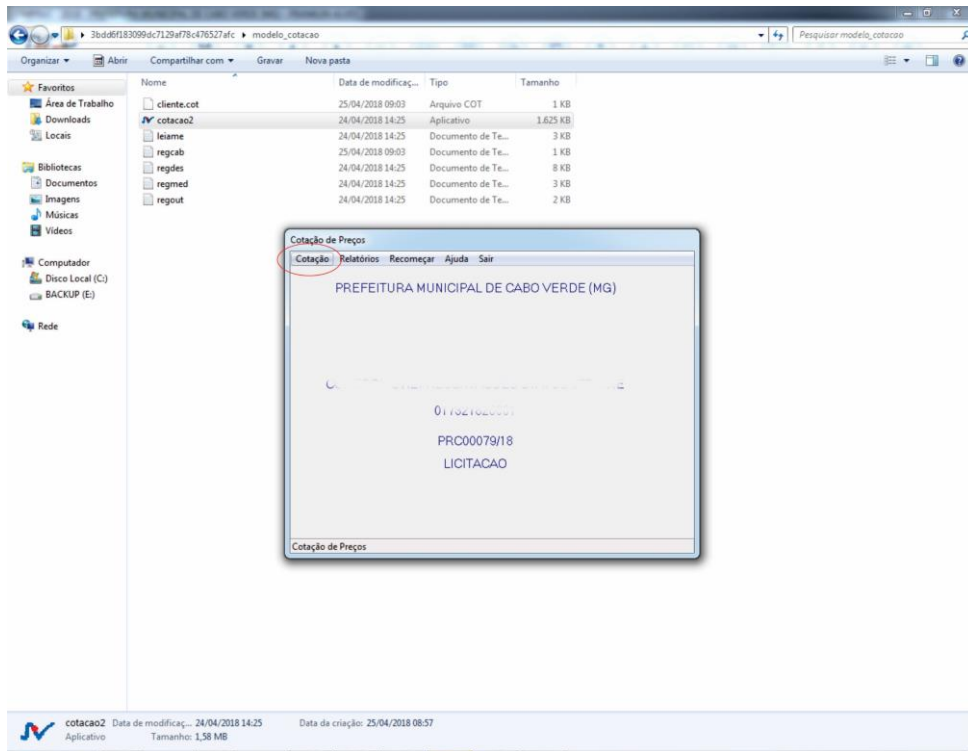 3bdd6f183099dc7129af78c476527afc ▸ modelo_cotacao
Pesquisar modelo_cotacao
Organizar Abrir Compartilhar com Gravar Nova pasta
Nome Data de modificaç... Tipo Tamanho
Favoritos
Área de Trabalho
Downloads
Locais
Bibliotecas
Documentos
Imagens
Músicas
Vídeos
Computador
Disco Local (C:)
BACKUP (E:)
Rede
cliente.cot 25/04/2018 09:03 Arquivo COT 1 KB
cotacao2 24/04/2018 14:25 Aplicativo 1.625 KB
leiame 24/04/2018 14:25 Documento de Te... 3 KB
regcab 25/04/2018 09:03 Documento de Te... 1 KB
regdes 24/04/2018 14:25 Documento de Te... 8 KB
regmed 24/04/2018 14:25 Documento de Te... 3 KB
regout 24/04/2018 14:25 Documento de Te... 2 KB
Cotação de Preços
Cotação Relatórios Recomeçar Ajuda Sair
PREFEITURA MUNICIPAL DE CABO VERDE (MG)
PRC00079/18
LICITACAO
Cotação de Preços
cotacao2 Data de modificaç... 24/04/2018 14:25 Data da criação: 25/04/2018 08:57
Aplicativo Tamanho: 1,58 MB